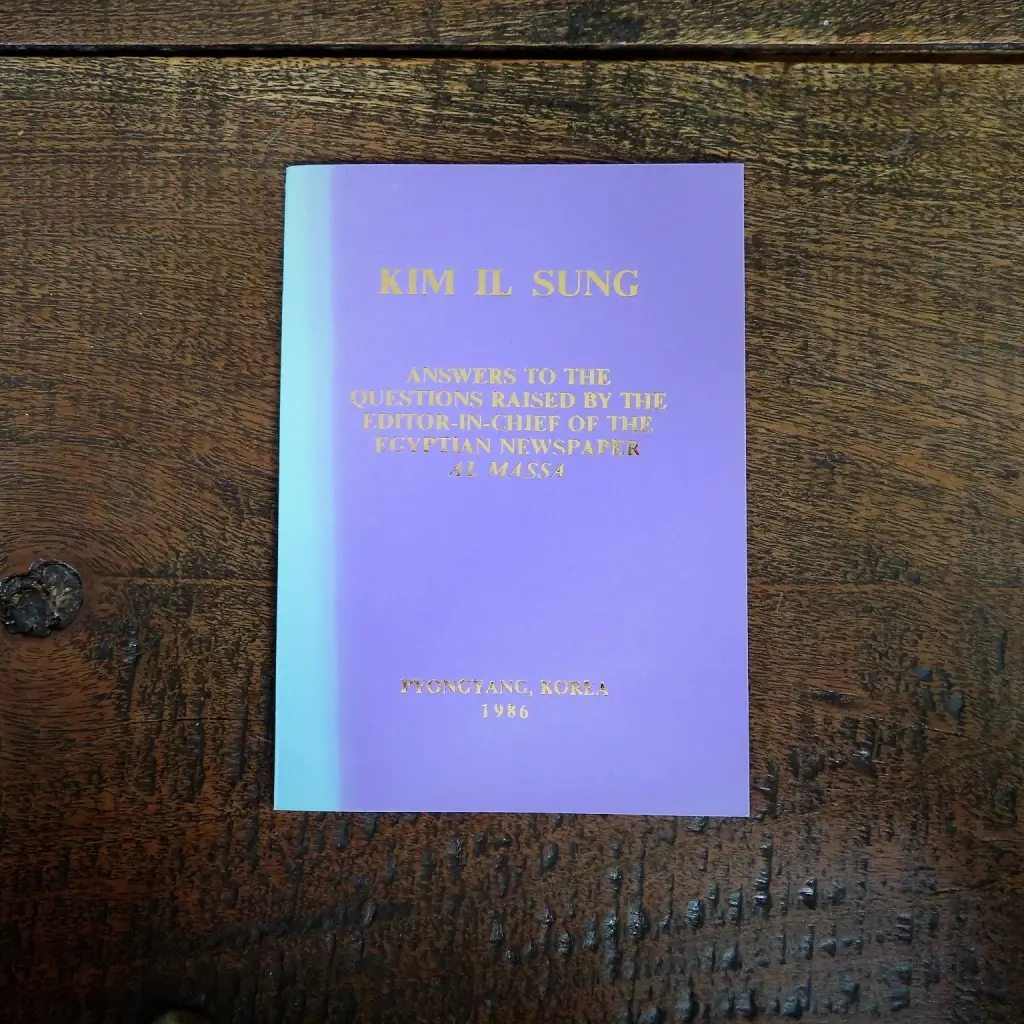 KIM IL SUNG
ANSWERS TO THE
QUESTIONS RAISED BY THE
EDITOR-IN-CHIEF OF THE
EGYPTIAN NEWSPAPER
AL MASSA
PYONGYANG, KOREA
1986